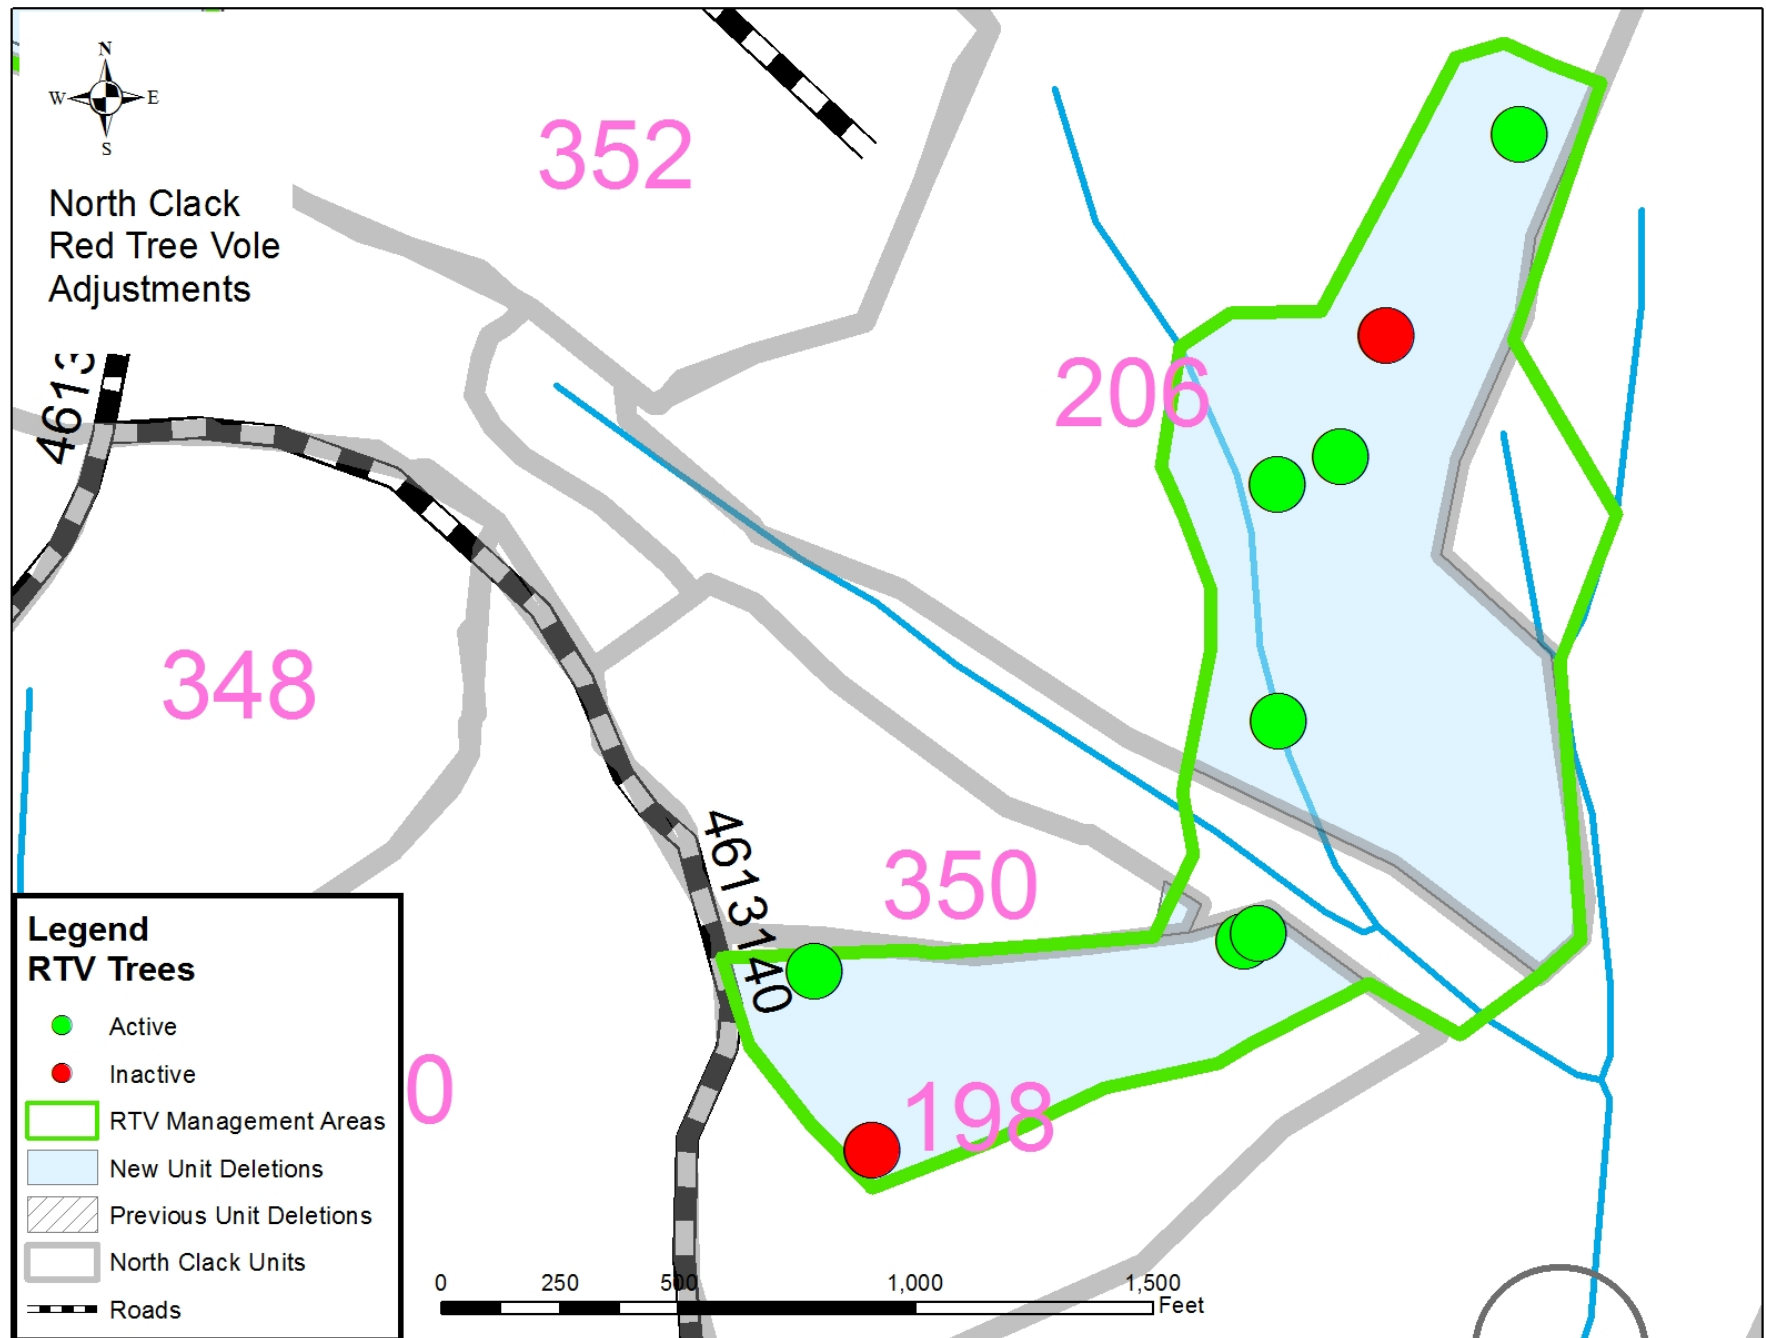 N
W E
S
North Clack
Red Tree Vole
Adjustments
352
206
4613
348
4613140
350
0
198
Legend
RTV Trees
Active
Inactive
RTV Management Areas
New Unit Deletions
Previous Unit Deletions
North Clack Units
Roads
0 250 500 1,000 1,500
Feet